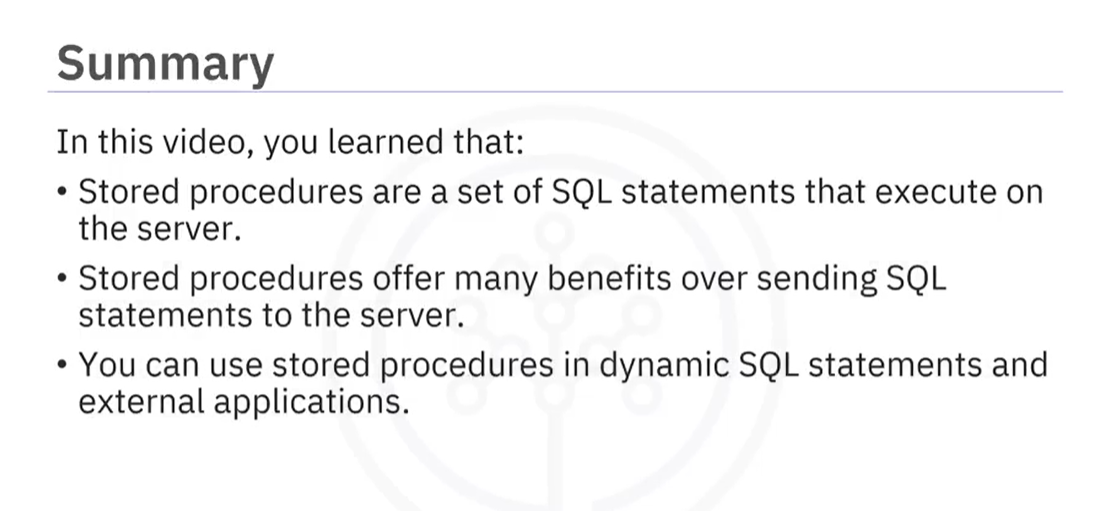 Summary
In this video, you learned that:
• Stored procedures are a set of SQL statements that execute on
the server.
• Stored procedures offer many benefits over sending SQL
statements to the server.
• You can use stored procedures in dynamic SQL statements and
external applications.